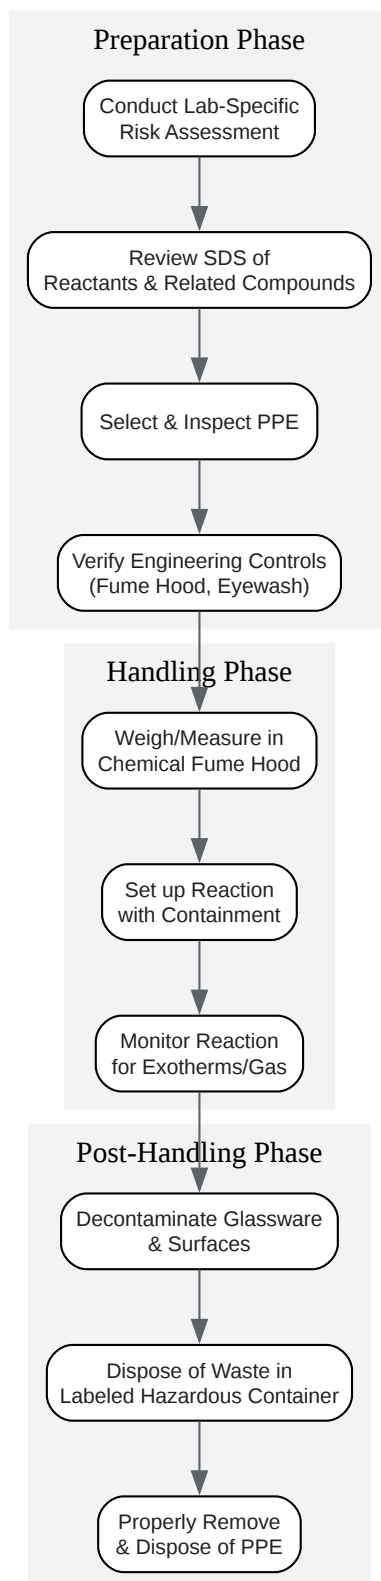 Preparation Phase
Conduct Lab-Specific
Risk Assessment
Review SDS of
Reactants & Related Compounds
Select & Inspect PPE
Verify Engineering Controls
(Fume Hood, Eyewash)
Handling Phase
Weigh/Measure in
Chemical Fume Hood
Set up Reaction
with Containment
Monitor Reaction
for Exotherms/Gas
Post-Handling Phase
Decontaminate Glassware
& Surfaces
Dispose of Waste in
Labeled Hazardous Container
Properly Remove
& Dispose of PPE